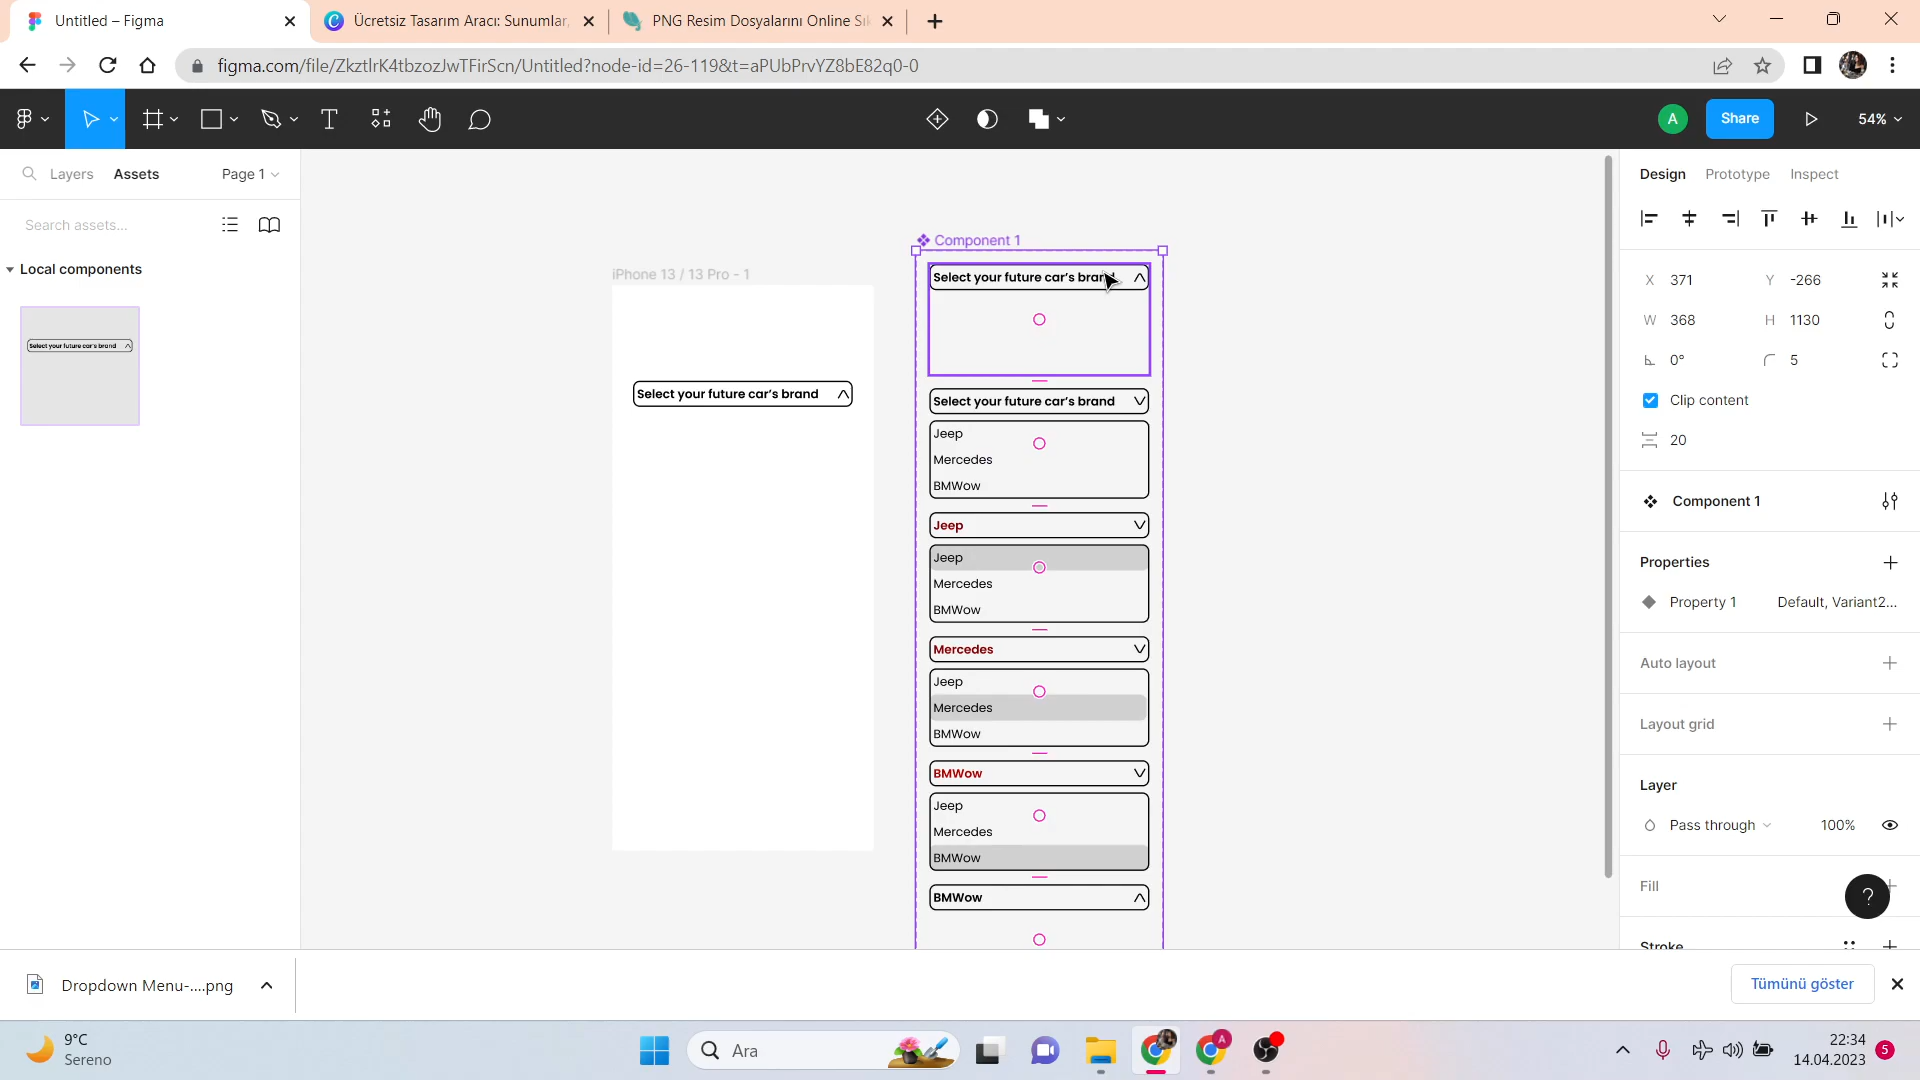 Untitled – Figma
Ücretsiz Tasarım Aracı: Sunumlar,
PNG Resim Dosyalarını Online Sık
figma.com/file/ZkztlrK4tbzozJwTFirScn/Untitled?node-id=26-119&t=aPUbPrvYZ8bE82q0-0
A
Share
54%
Layers
Assets
Page 1
Search assets...
Local components
Select your future car's brand
iPhone 13 / 13 Pro - 1
Select your future car's brand
Component 1
Select your future car's brand
Select your future car's brand
Jeep
Mercedes
BMWow
Jeep
Jeep
Mercedes
BMWow
Mercedes
Jeep
Mercedes
BMWow
BMWow
Jeep
Mercedes
BMWow
BMWow
Design
Prototype
Inspect
X 371
Y -266
W 368
H 1130
0°
5
Clip content
20
Component 1
Properties
Property 1
Default, Variant2...
Auto layout
Layout grid
Layer
Pass through
100%
Fill
?
Stroke
Dropdown Menu-....png
Tümünü göster
9°C
Sereno
Ara
A
22:34
14.04.2023
5